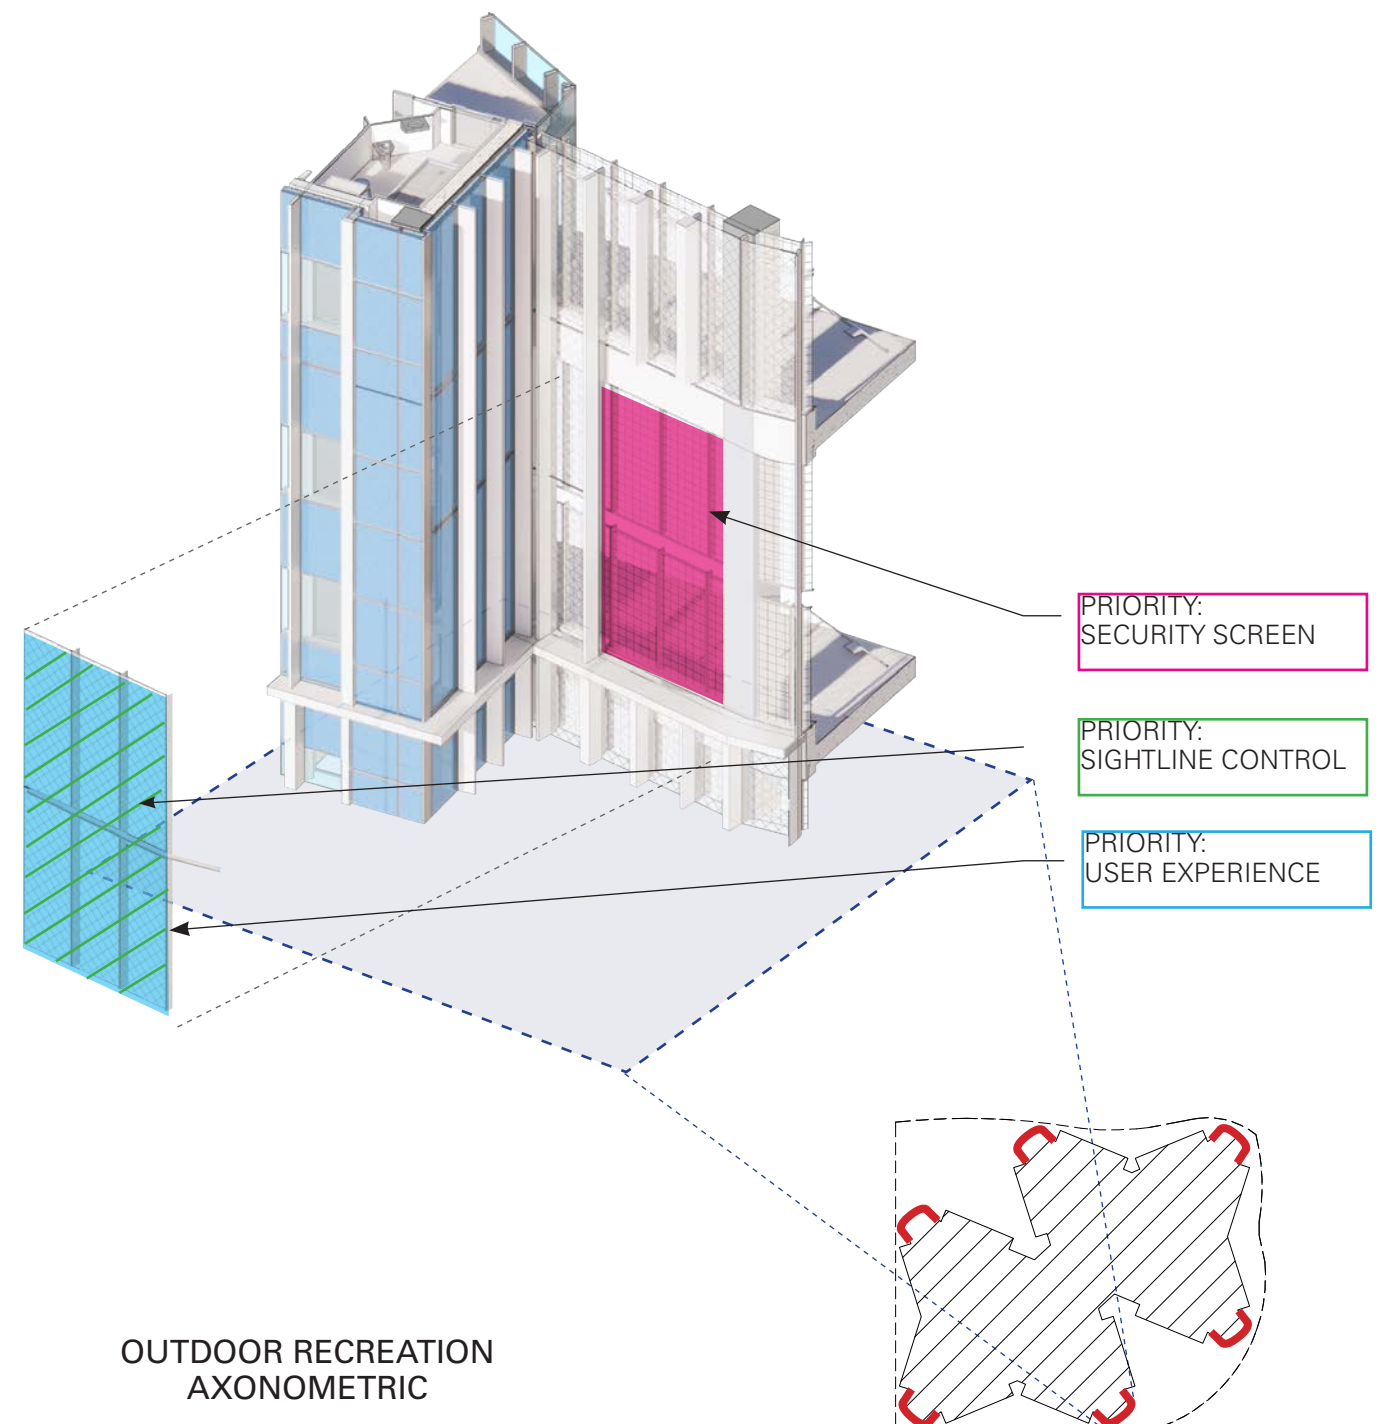 PRIORITY:
SECURITY SCREEN
PRIORITY:
SIGHTLINE CONTROL
PRIORITY:
USER EXPERIENCE
OUTDOOR RECREATION
AXONOMETRIC